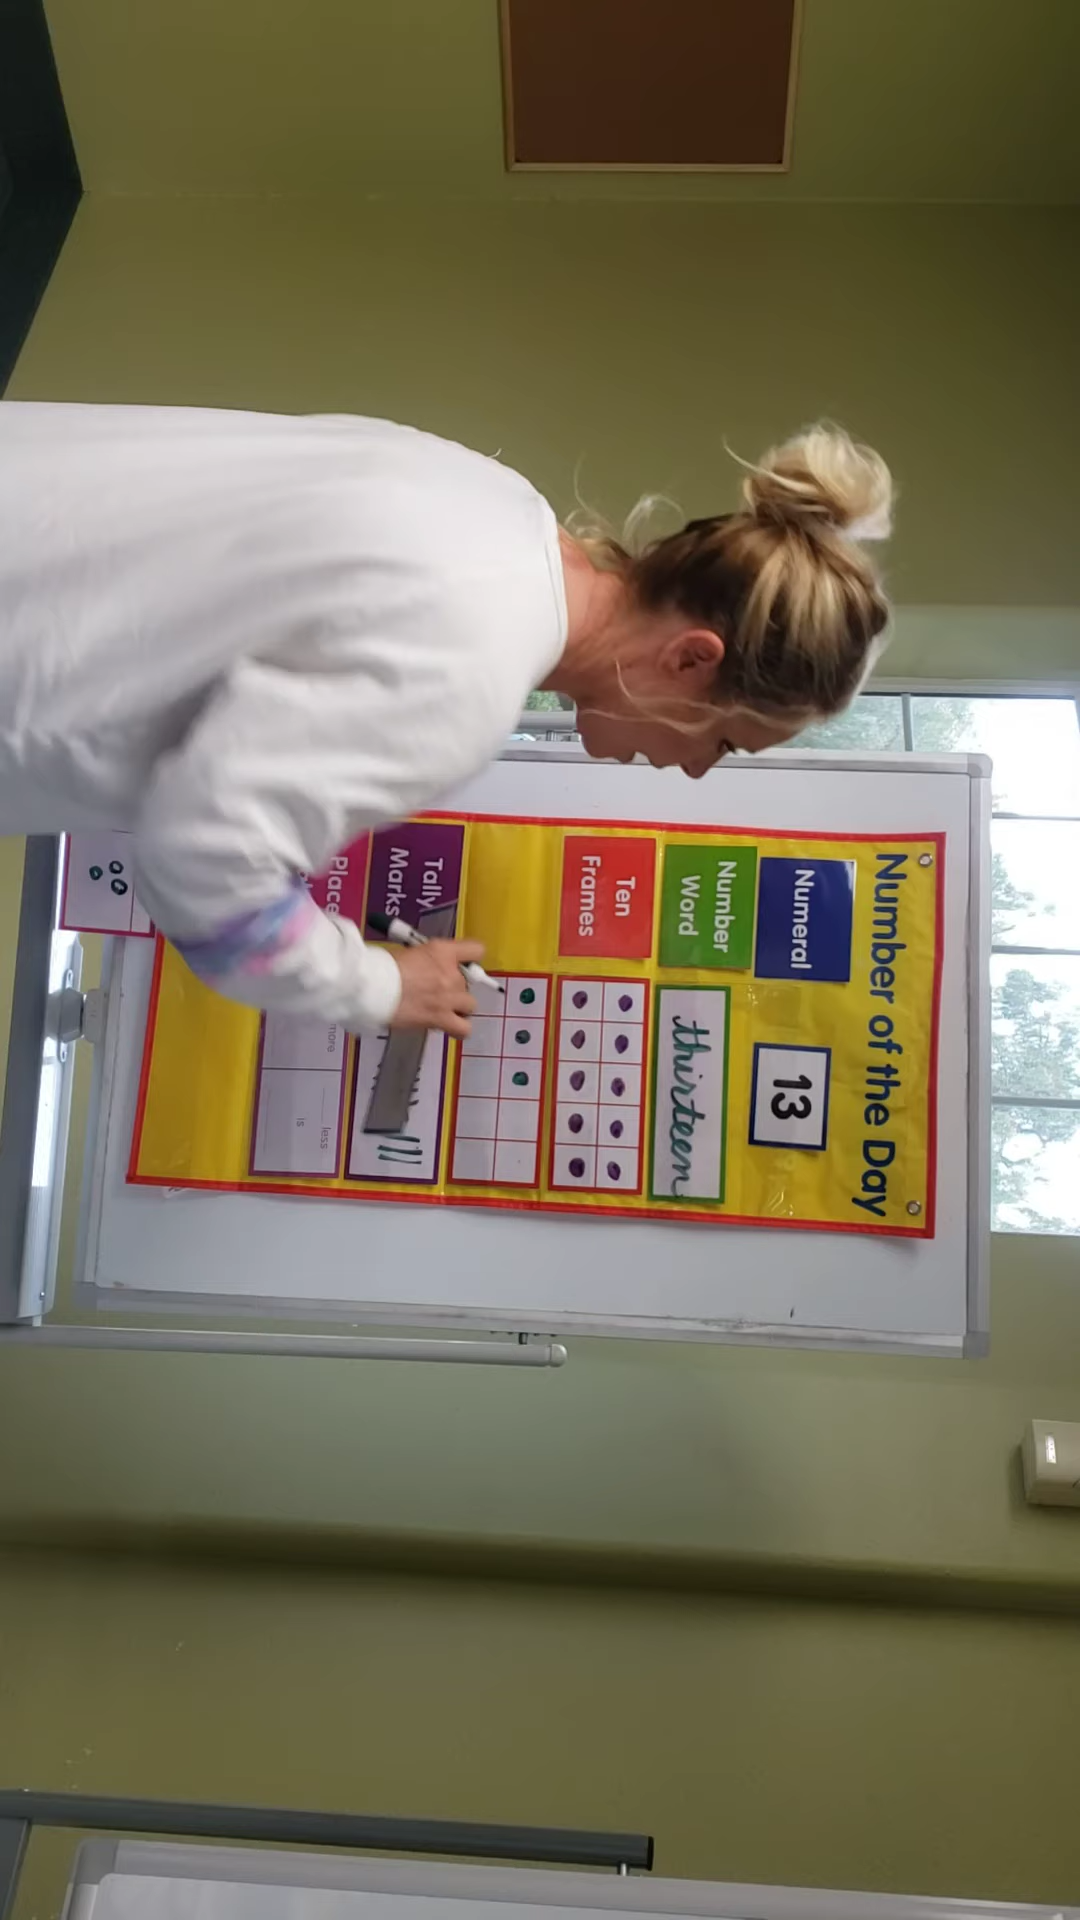 Number of the Day
Numeral
13
Number
Word
thirteen
Ten
Frames
Tally
Marks
Place
more
less
is